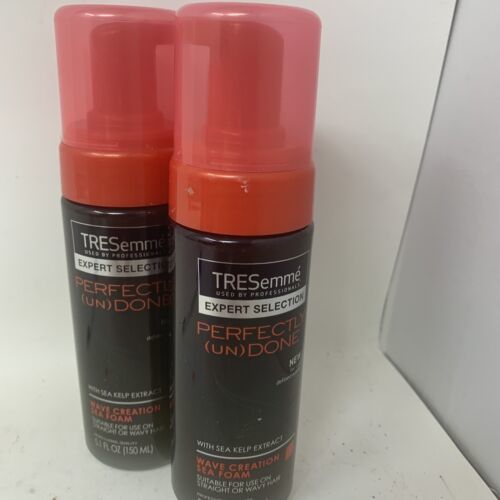 TRESemmé
USED BY PROFESSIONALS
EXPERT SELECTION
PERFECTLY
(UN)DONE
WITH SEA KELP EXTRACT
WAVE CREATION
SEA FOAM
SUITABLE FOR USE ON
STRAIGHT OR WAVY HAIR
5.1 FL OZ (150 ML)
TRESemmé
USED BY PROFESSIONALS
EXPERT SELECTION
PERFECTLY
(UN)DONE
NEW
WITH SEA KELP EXTRACT
WAVE CREATION
SEA FOAM
SUITABLE FOR USE ON
STRAIGHT OR WAVY HAIR